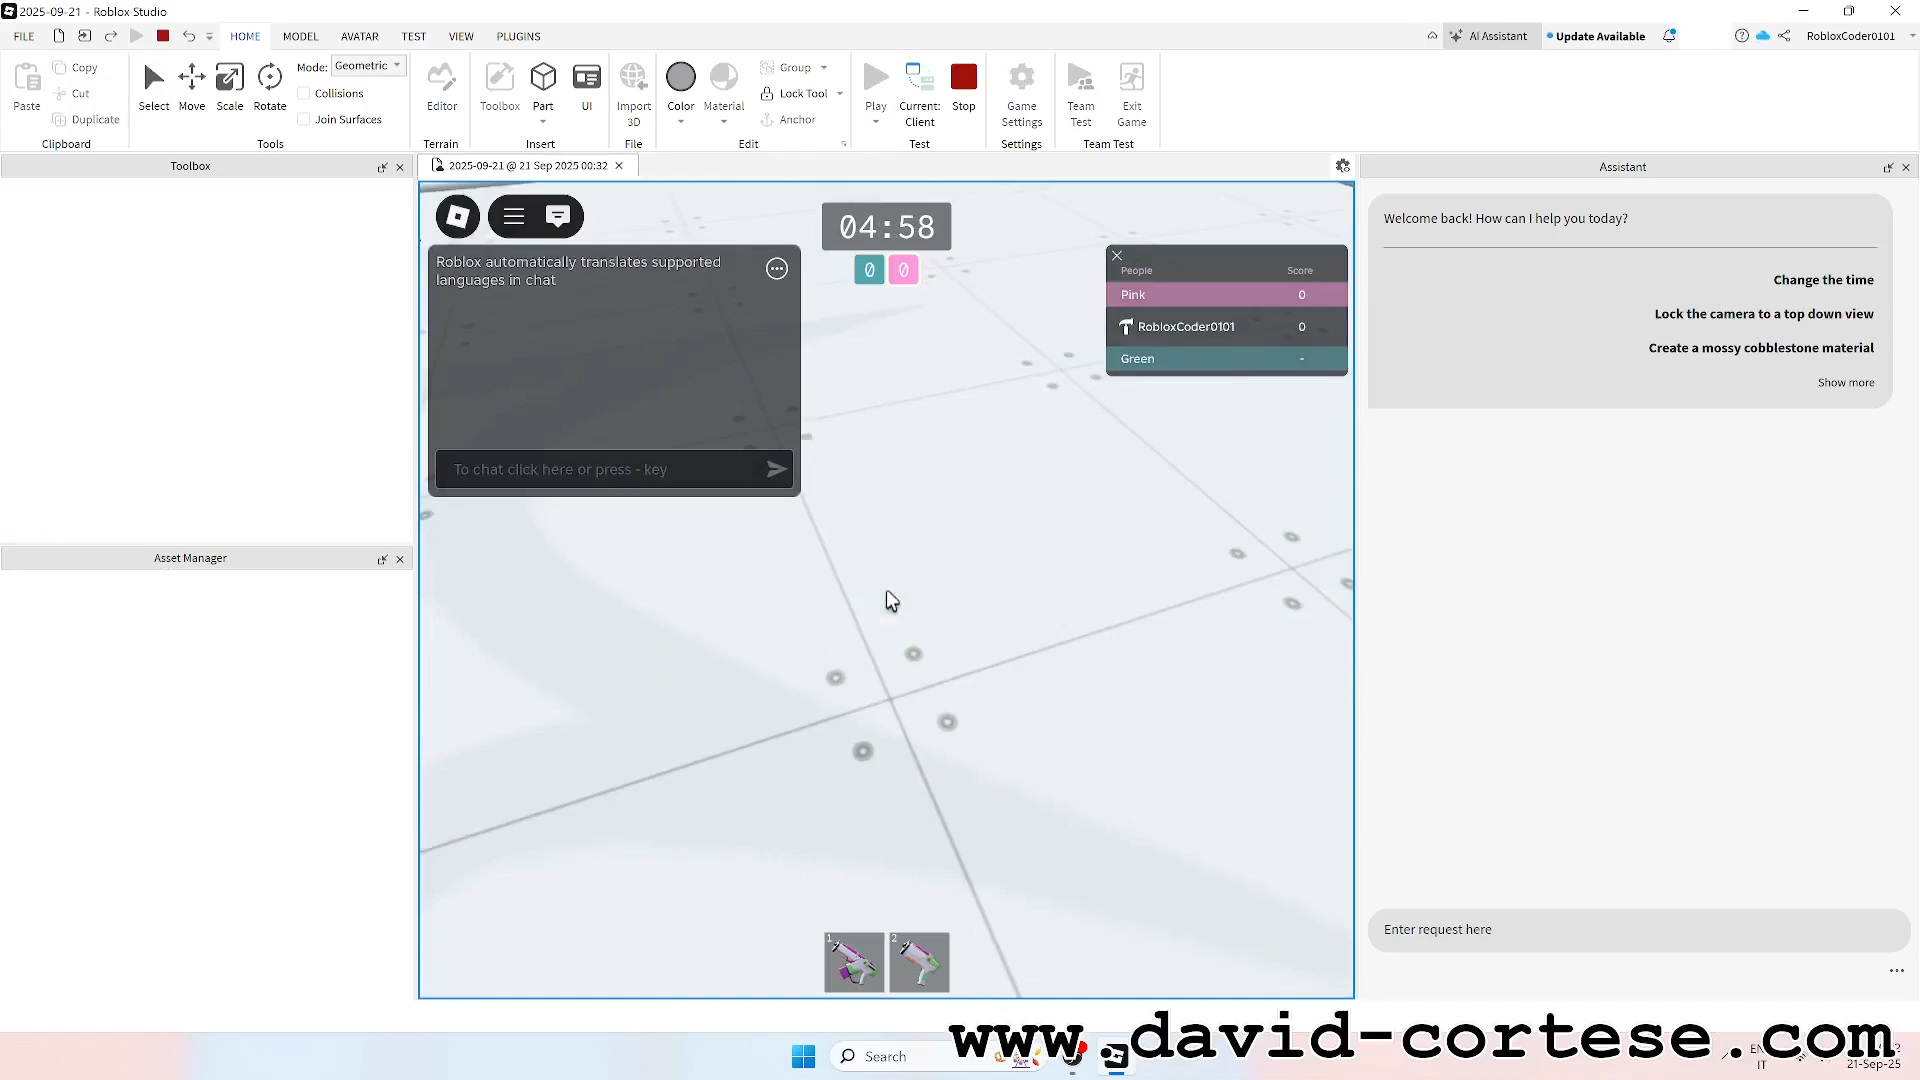 2025-09-21 - Roblox Studio
FILE
HOME
MODEL
AVATAR
TEST
VIEW
PLUGINS
AI Assistant
Update Available
RobloxCoder0101
Paste
Copy
Cut
Duplicate
Clipboard
Select
Move
Scale
Rotate
Mode: Geometric
Collisions
Join Surfaces
Tools
Editor
Terrain
Toolbox
Part
UI
Insert
Import
3D
File
Color
Material
Group
Lock Tool
Anchor
Edit
Play
Current:
Client
Stop
Test
Game
Settings
Settings
Team
Test
Exit
Game
Team Test
Toolbox
2025-09-21 @ 21 Sep 2025 00:32
Assistant
Roblox automatically translates supported
languages in chat
To chat click here or press - key
04:58
0 0
People Score
Pink 0
RobloxCoder0101 0
Green -
1
2
Welcome back! How can I help you today?
Change the time
Lock the camera to a top down view
Create a mossy cobblestone material
Show more
Enter request here
Asset Manager
Search
www.david-cortese.com
IT
21-Sep-25